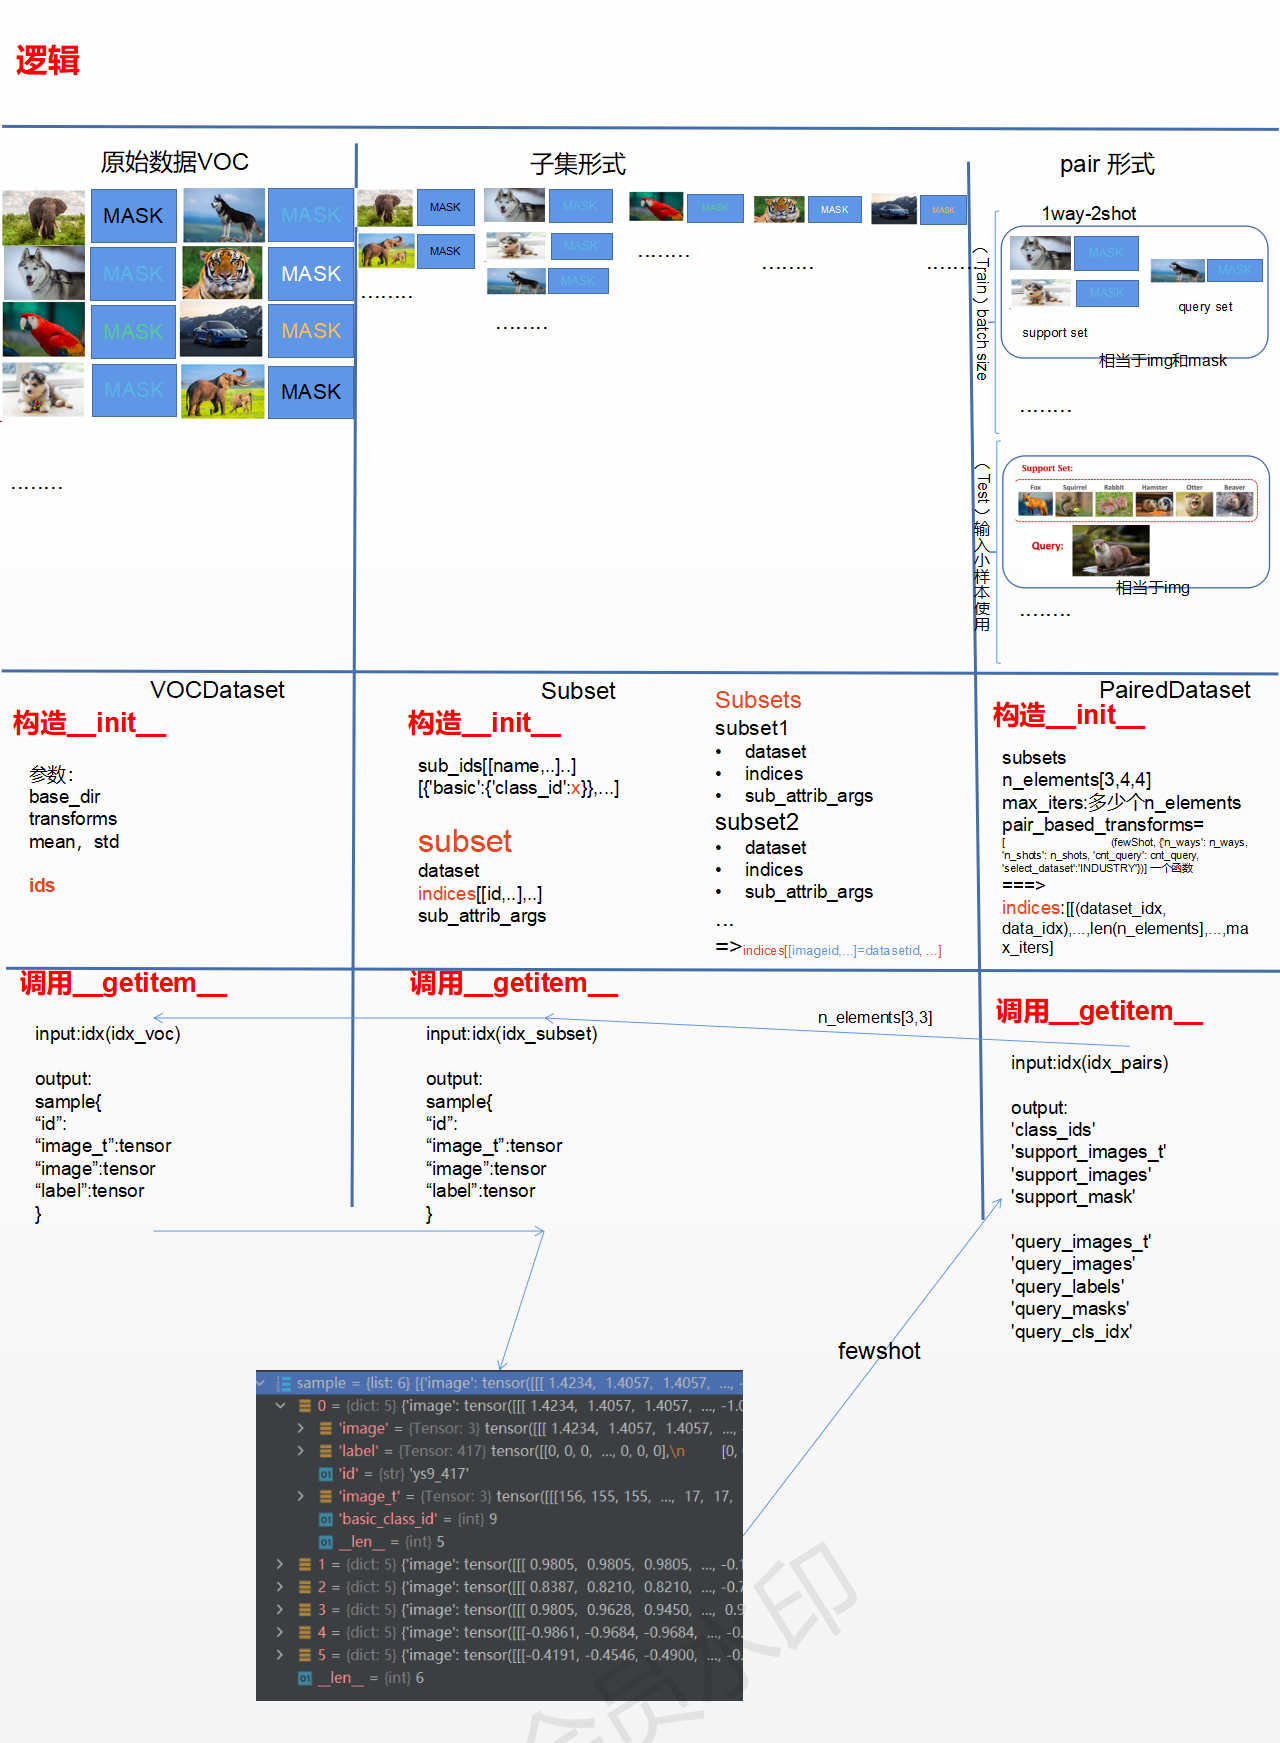 逻辑
原始数据VOC
MASK
MASK
MASK
MASK
MASK
MASK
MASK
MASK
........
子集形式
MASK
MASK
MASK
MASK
MASK
MASK
MASK
MASK
........
........
........
........
........
pair 形式
1way-2shot
MASK
MASK
MASK
query set
support set
相当于img和mask
（Train）batch size
........
Support Set:
Fox Squirrel Rabbit Hamster Otter Beaver
Query:
相当于img
（Test）输入小样本使用
........
VOCDataset
构造__init__
参数：
base_dir
transforms
mean，std
ids
Subset
构造__init__
sub_ids[[name,..]..]
[{'basic':{'class_id':x}},...]
subset
dataset
indices[[id,..],..]
sub_attrib_args
Subsets
subset1
• dataset
• indices
• sub_attrib_args
subset2
• dataset
• indices
• sub_attrib_args
...
=>indices[[imageid,...]=datasetid, ...]
PairedDataset
构造__init__
subsets
n_elements[3,4,4]
max_iters:多少个n_elements
pair_based_transforms=
[ (fewShot, {'n_ways': n_ways,
'n_shots': n_shots, 'cnt_query': cnt_query,
'select_dataset':'INDUSTRY'})] 一个函数
===>
indices:[[(dataset_idx,
data_idx),...,len(n_elements],...,ma
x_iters]
调用__getitem__
input:idx(idx_voc)
output:
sample{
“id”:
“image_t”:tensor
“image”:tensor
“label”:tensor
}
调用__getitem__
input:idx(idx_subset)
output:
sample{
“id”:
“image_t”:tensor
“image”:tensor
“label”:tensor
}
n_elements[3,3]
调用__getitem__
input:idx(idx_pairs)
output:
'class_ids'
'support_images_t'
'support_images'
'support_mask'
'query_images_t'
'query_images'
'query_labels'
'query_masks'
'query_cls_idx'
fewshot
sample = {list: 6} [{'image': tensor([[[ 1.4234, 1.4057, 1.4057, ..., -
0 = {dict: 5} {'image': tensor([[[ 1.4234, 1.4057, 1.4057, ..., -1.0
'image' = {Tensor: 3} tensor([[[ 1.4234, 1.4057, 1.4057, ...,
'label' = {Tensor: 417} tensor([[0, 0, 0, ..., 0, 0, 0],\n [0,
'id' = {str} 'ys9_417'
'image_t' = {Tensor: 3} tensor([[[156, 155, 155, ..., 17, 17,
'basic_class_id' = {int} 9
__len__ = {int} 5
1 = {dict: 5} {'image': tensor([[[ 0.9805, 0.9805, 0.9805, ..., -0.1
2 = {dict: 5} {'image': tensor([[[ 0.8387, 0.8210, 0.8210, ..., -0.7
3 = {dict: 5} {'image': tensor([[[ 0.9805, 0.9628, 0.9450, ..., 0.9
4 = {dict: 5} {'image': tensor([[[-0.9861, -0.9684, -0.9684, ..., -0.
5 = {dict: 5} {'image': tensor([[[-0.4191, -0.4546, -0.4900, ..., -0.
__len__ = {int} 6
会员水印